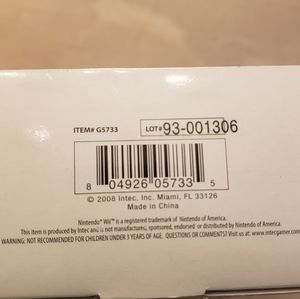 ITEM# G5733
LOT# 93-001306
8 04926 05733 5
© 2008 Intec, Inc. Miami, FL 33126
Made in China
Nintendo® Wii™ is a registered trademark of Nintendo of America.
This item is produced by Intec and is not manufactured, sponsored, endorsed or distributed by Nintendo of America.
WARNING: NOT RECOMMENDED FOR CHILDREN UNDER 3 YEARS OF AGE. QUESTIONS OR COMMENTS? Visit us at: www.intecgamer.com